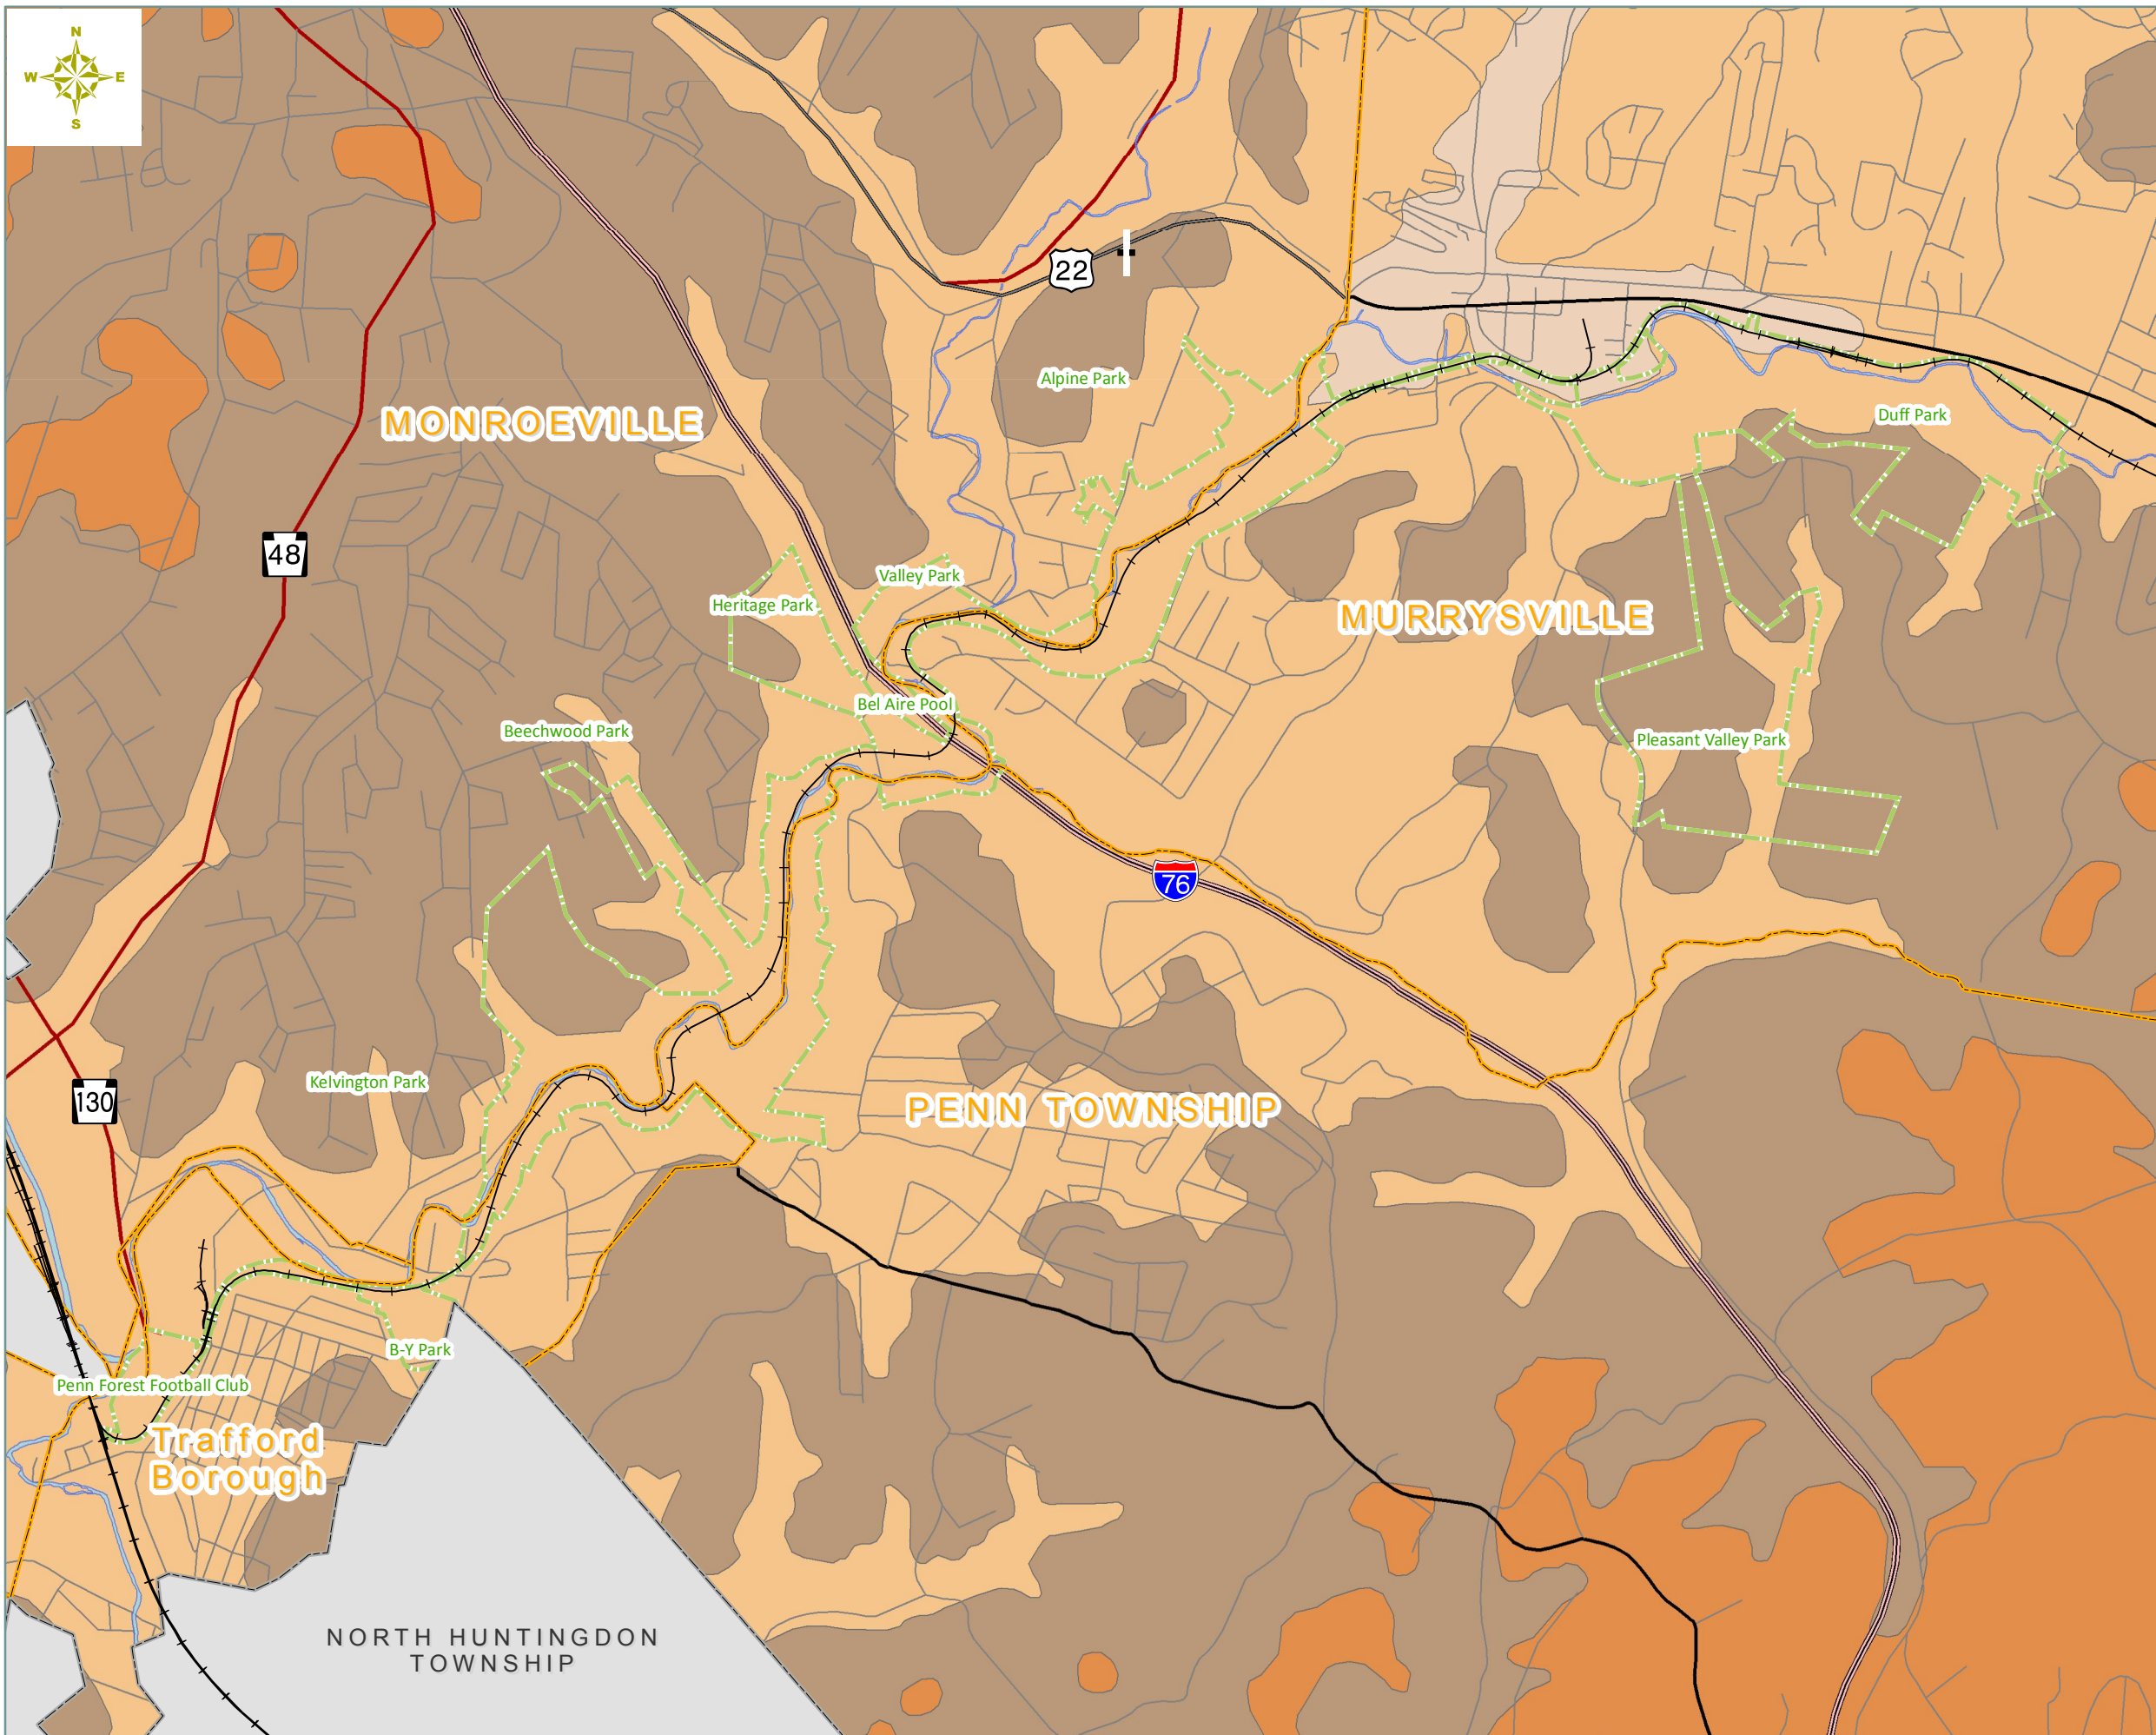 N
W E
S
22
Alpine Park
Duff Park
MONROEVILLE
48
Valley Park
Heritage Park
MURRYSVILLE
Bel Aire Pool
Beechwood Park
Pleasant Valley Park
76
Kelvington Park
130
PENN TOWNSHIP
B-Y Park
Penn Forest Football Club
Trafford
Borough
NORTH HUNTINGDON
TOWNSHIP